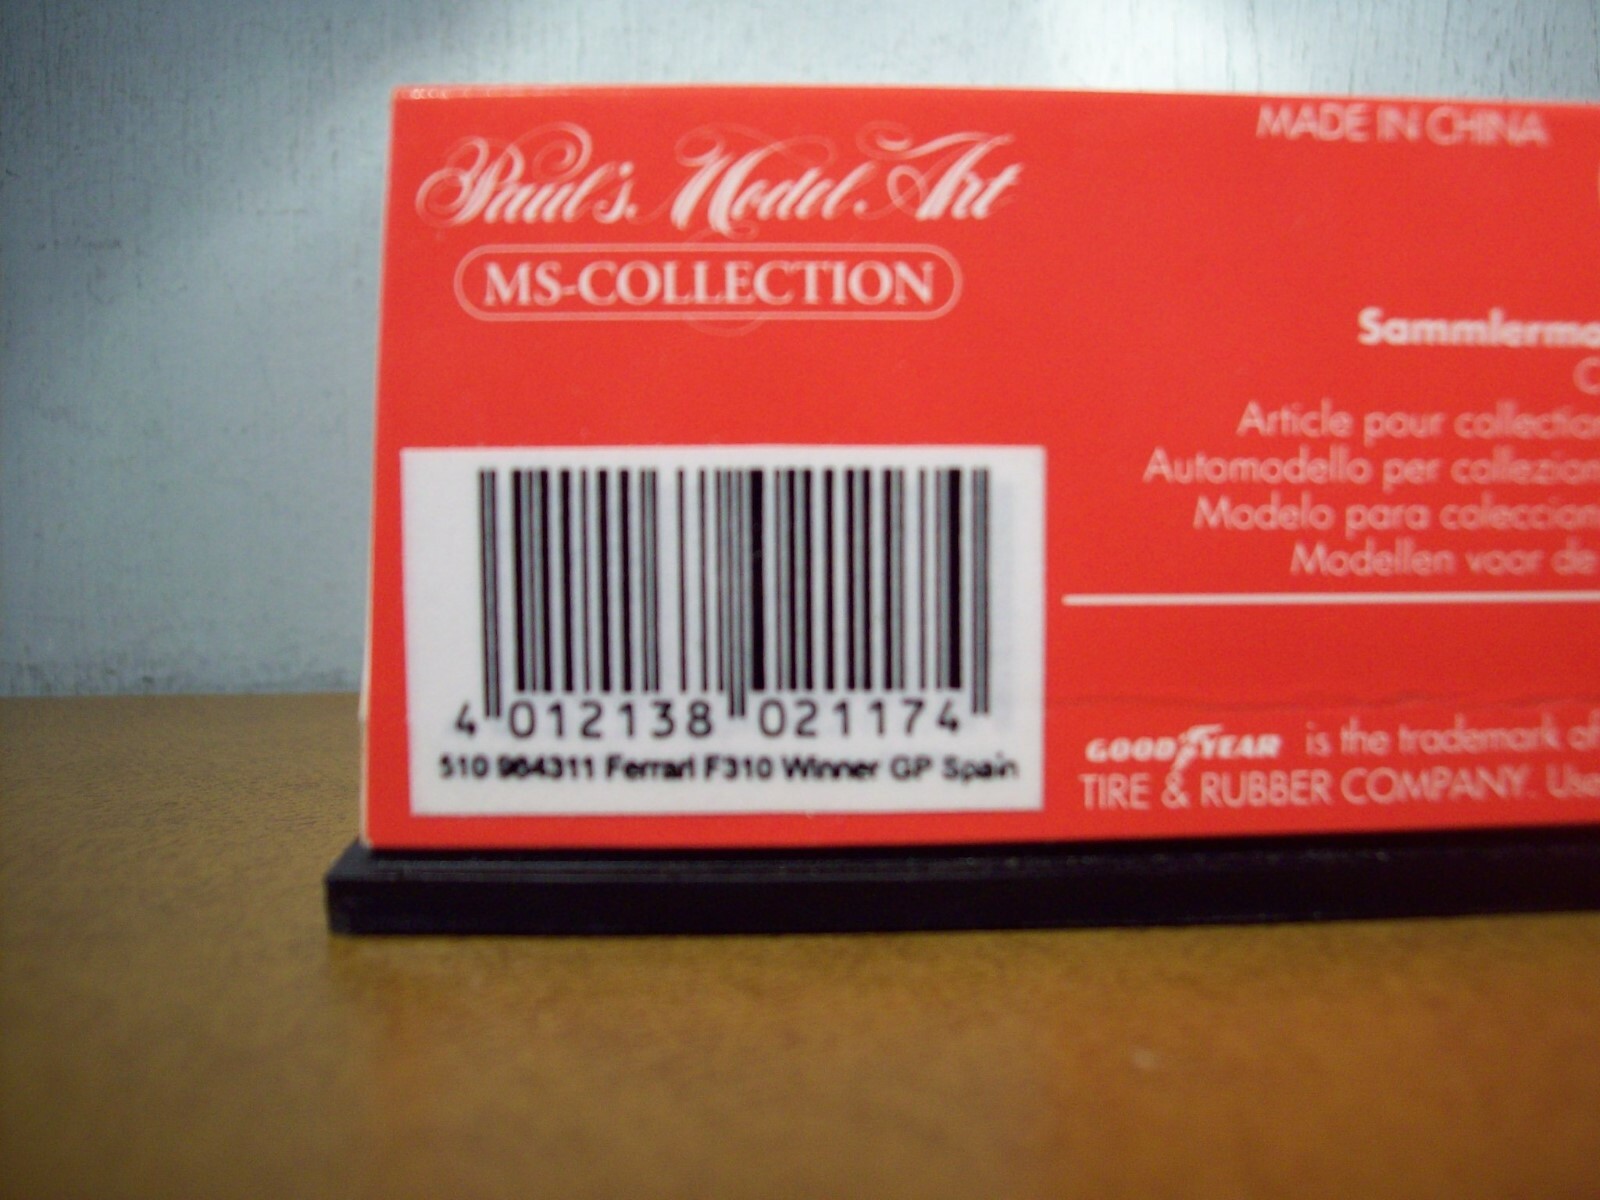 Paul's Model Art
MS-COLLECTION
MADE IN CHINA
Sammlermo
C
Article pour collection
Automodello per collezion
Modelo para coleccion
Modellen voor de
4 012138 021174
510 964311 Ferrari F310 Winner GP Spain
GOODYEAR is the trademark of
TIRE & RUBBER COMPANY. Use